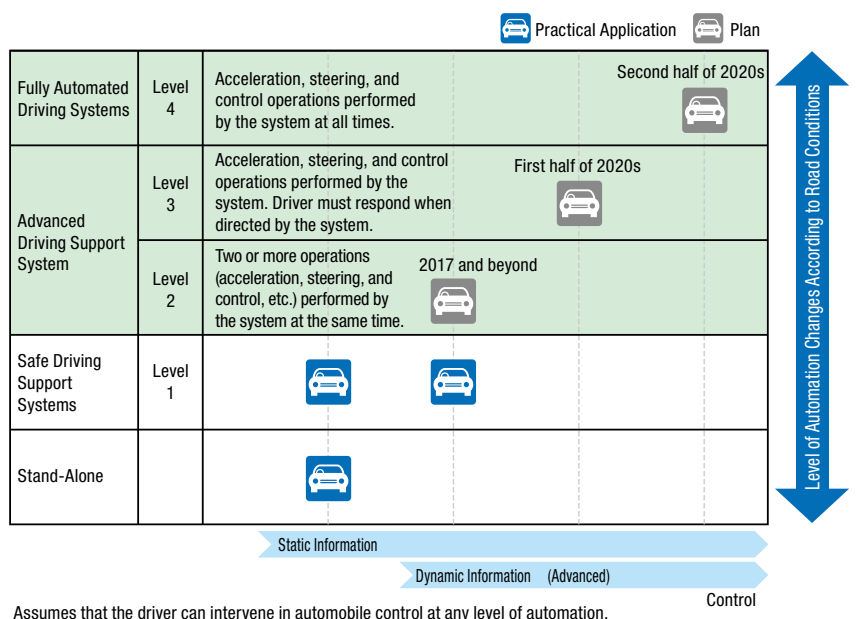 Practical Application
Plan
Fully Automated
Driving Systems
Level
4
Acceleration, steering, and
control operations performed
by the system at all times.
Second half of 2020s
Advanced
Driving Support
System
Level
3
Acceleration, steering, and control
operations performed by the
system. Driver must respond when
directed by the system.
First half of 2020s
Level
2
Two or more operations
(acceleration, steering, and
control, etc.) performed by
the system at the same time.
2017 and beyond
Safe Driving
Support
Systems
Level
1
Stand-Alone
Level of Automation Changes According to Road Conditions
Static Information
Dynamic Information (Advanced)
Control
Assumes that the driver can intervene in automobile control at any level of automation.